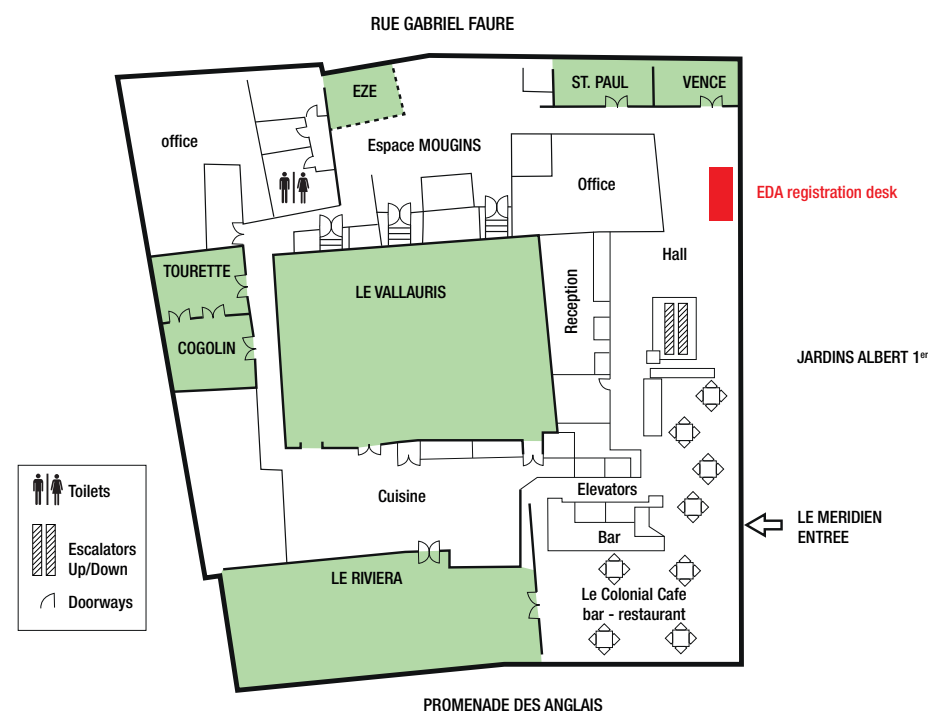 RUE GABRIEL FAURE
EZE
ST. PAUL
VENCE
office
Espace MOUGINS
Office
EDA registration desk
Hall
TOURETTE
LE VALLAURIS
Reception
COGOLIN
JARDINS ALBERT 1er
Toilets
Escalators
Up/Down
Doorways
Cuisine
Elevators
Bar
LE MERIDIEN
ENTREE
LE RIVIERA
Le Colonial Cafe
bar - restaurant
PROMENADE DES ANGLAIS